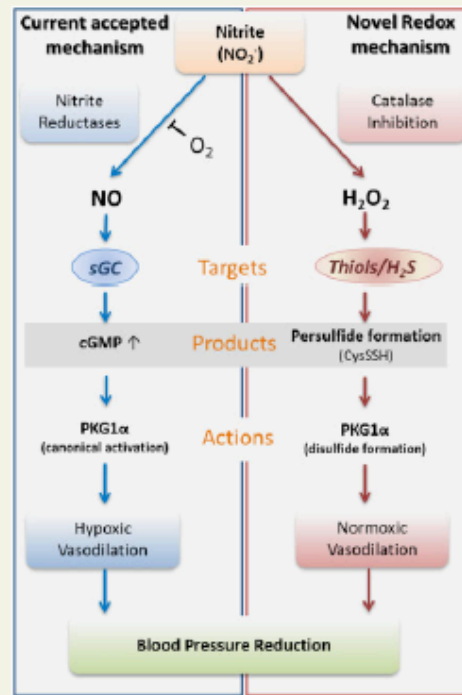 Current accepted
mechanism
Nitrite
(NO₂⁻)
Novel Redox
mechanism
Nitrite
Reductases
Catalase
Inhibition
O₂
NO
H₂O₂
sGC
Targets
Thiols/H₂S
cGMP ↑
Products
Persulfide formation
(CysSSH)
Actions
PKG1α
(canonical activation)
PKG1α
(disulfide formation)
Hypoxic
Vasodilation
Normoxic
Vasodilation
Blood Pressure Reduction